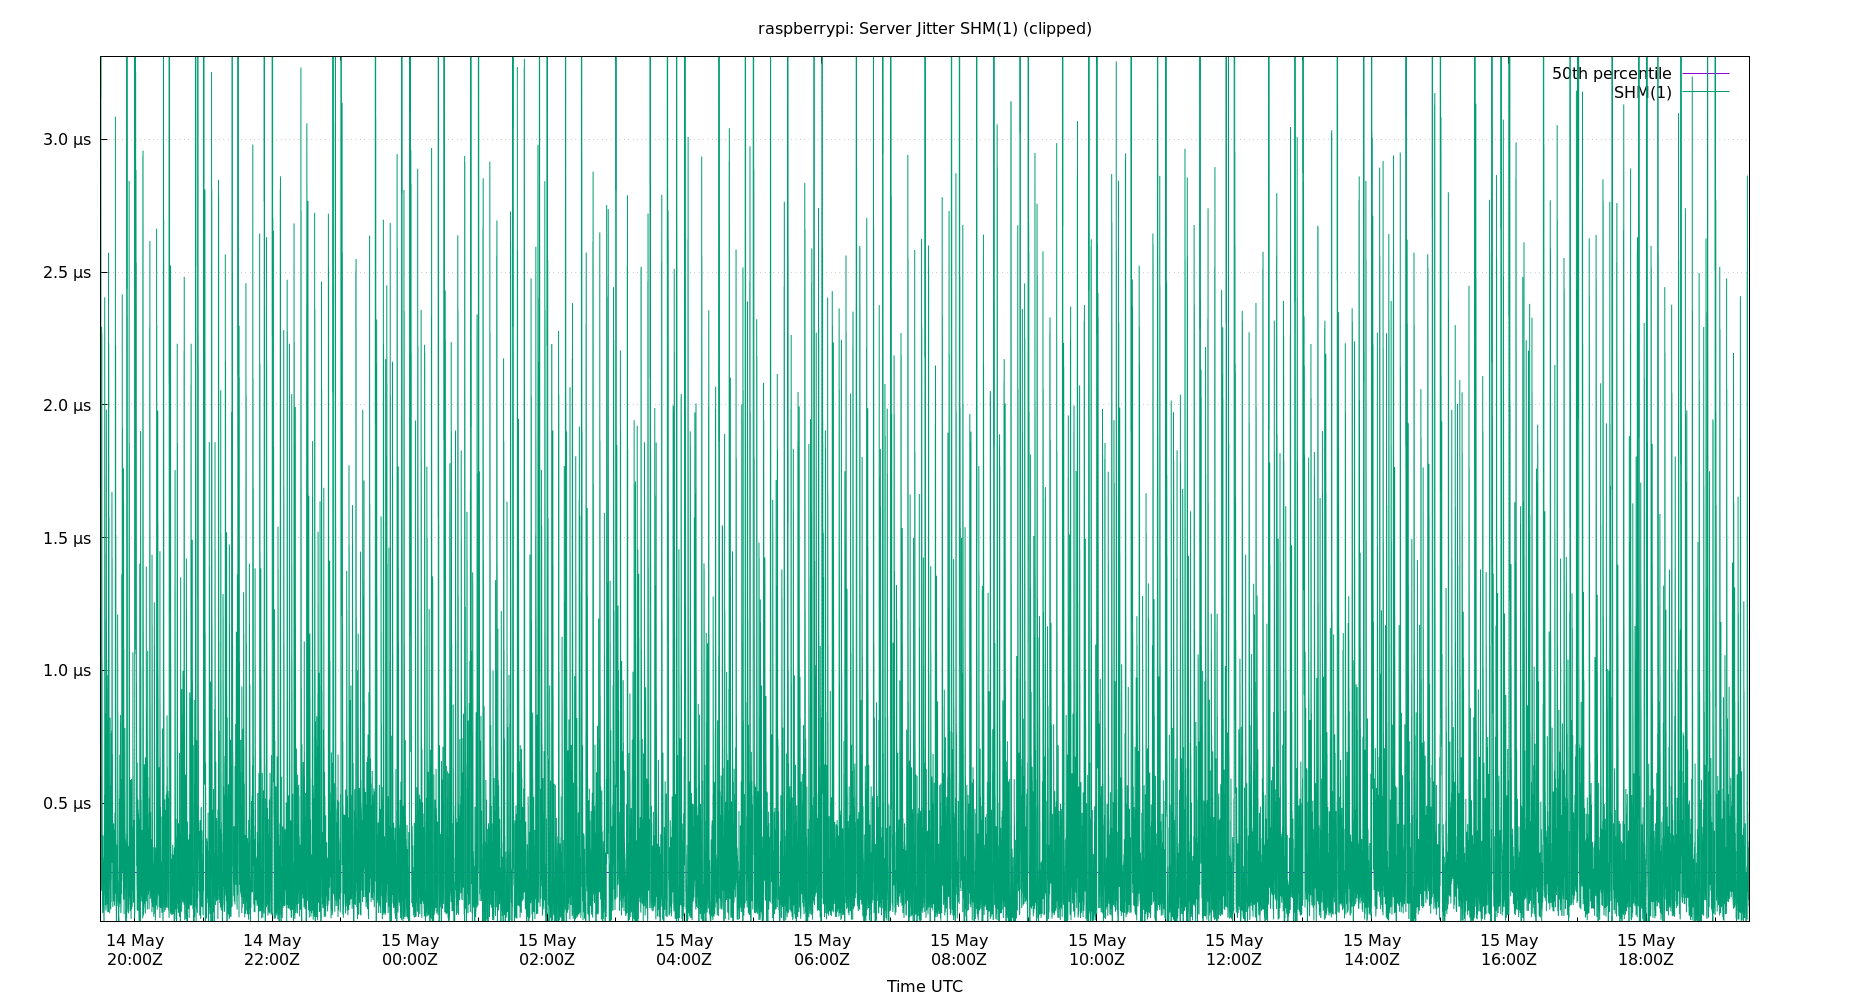 raspberrypi: Server Jitter SHM(1) (clipped)
50th percentile
SHM(1)
3.0 µs
2.5 µs
2.0 µs
1.5 µs
1.0 µs
0.5 µs
14 May 14 May 15 May 15 May 15 May 15 May 15 May 15 May 15 May 15 May 15 May 15 May
20:00Z 22:00Z 00:00Z 02:00Z 04:00Z 06:00Z 08:00Z 10:00Z 12:00Z 14:00Z 16:00Z 18:00Z
Time UTC